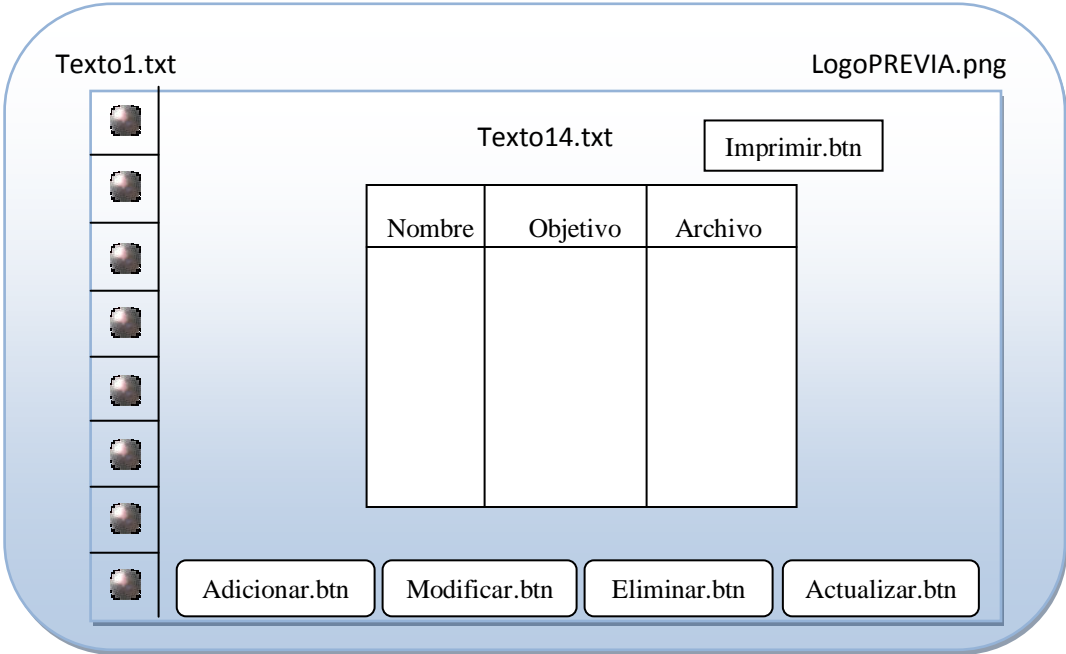 Texto1.txt LogoPREVIA.png
Texto14.txt Imprimir.btn
Nombre Objetivo Archivo
Adicionar.btn Modificar.btn Eliminar.btn Actualizar.btn